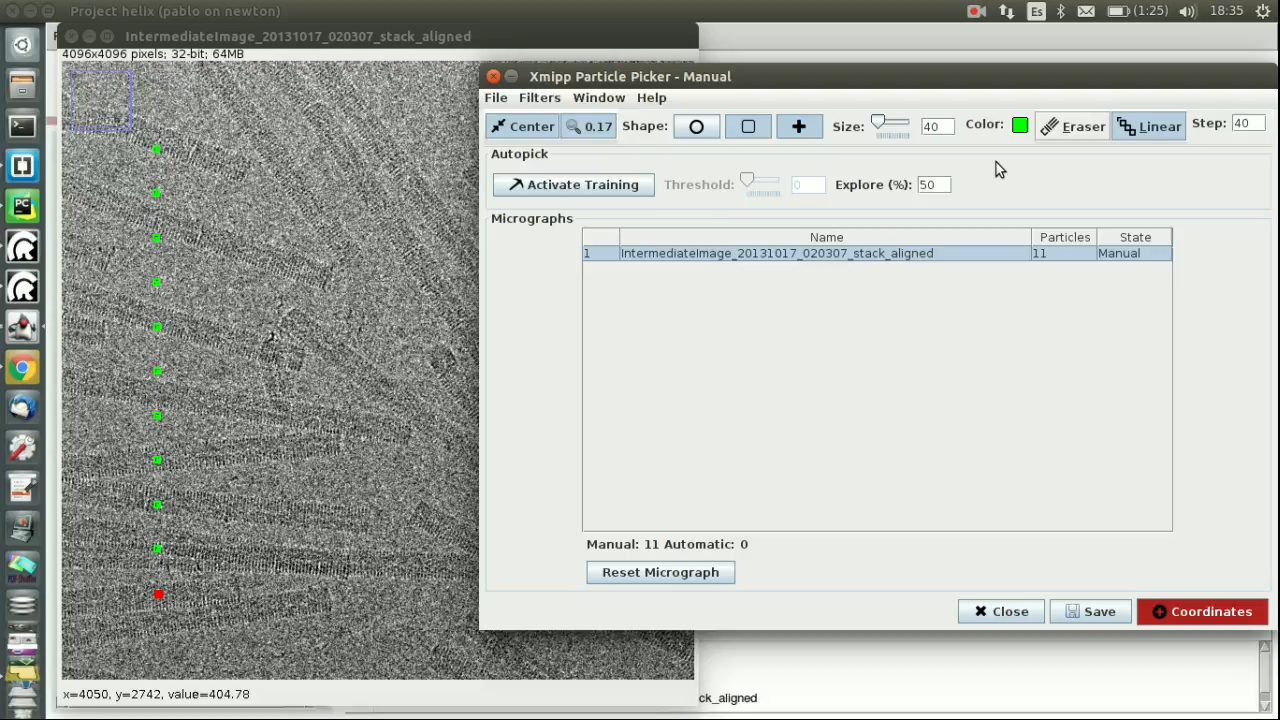 Project helix (pablo on newton)
Es
(1:25)
18:35
IntermediateImage_20131017_020307_stack_aligned
4096x4096 pixels; 32-bit; 64MB
Xmipp Particle Picker - Manual
File Filters Window Help
Center 0.17 Shape: Size: 40 Color: Eraser Linear Step: 40
Autopick
Activate Training Threshold: 0 Explore (%): 50
Micrographs
Name Particles State
1 IntermediateImage_20131017_020307_stack_aligned 11 Manual
Manual: 11 Automatic: 0
Reset Micrograph
Close Save Coordinates
x=4050, y=2742, value=404.78
ck_aligned
PC
PDF-Shuffler